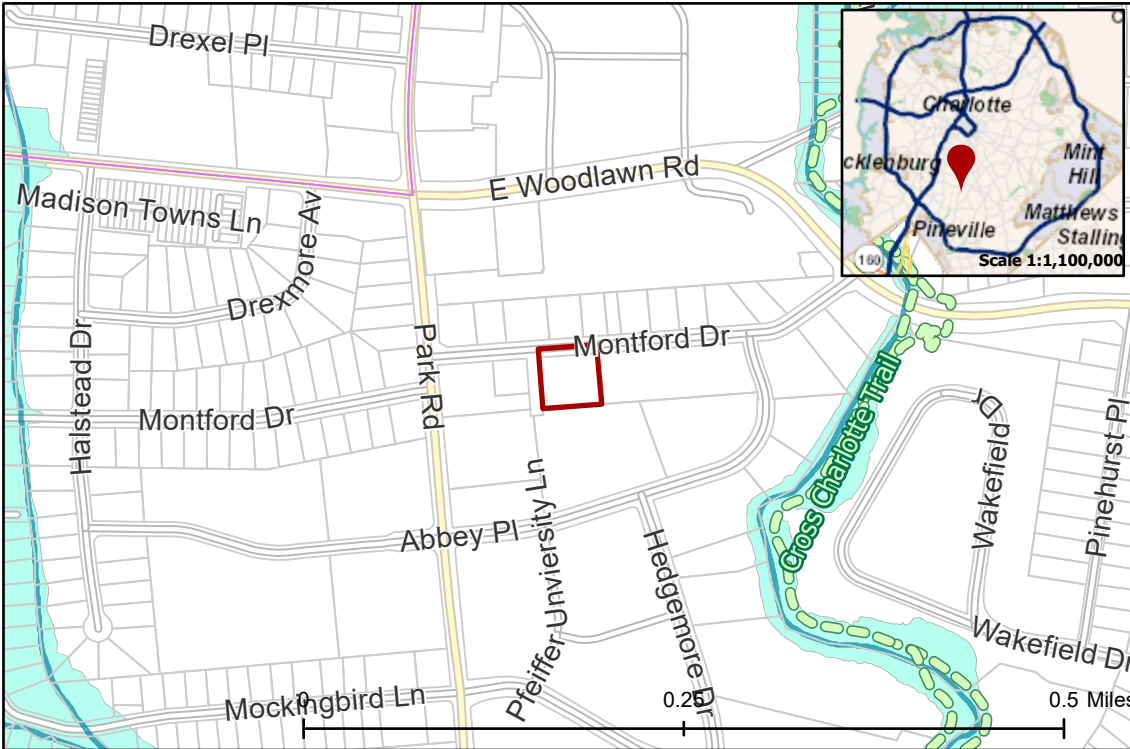 Drexel Pl
E Woodlawn Rd
Madison Towns Ln
Drexmore Av
Halstead Dr
Park Rd
Montford Dr
Montford Dr
Cross Charlotte Trail
Wakefield Dr
Pinehurst Pl
Abbey Pl
Pfeiffer Unviersity Ln
Hedgemore Dr
Wakefield Dr
Mockingbird Ln
0
0.25
0.5 Miles
Charlotte
cklenburg
Mint
Hill
Matthews
Stalling
Pineville
160
Scale 1:1,100,000